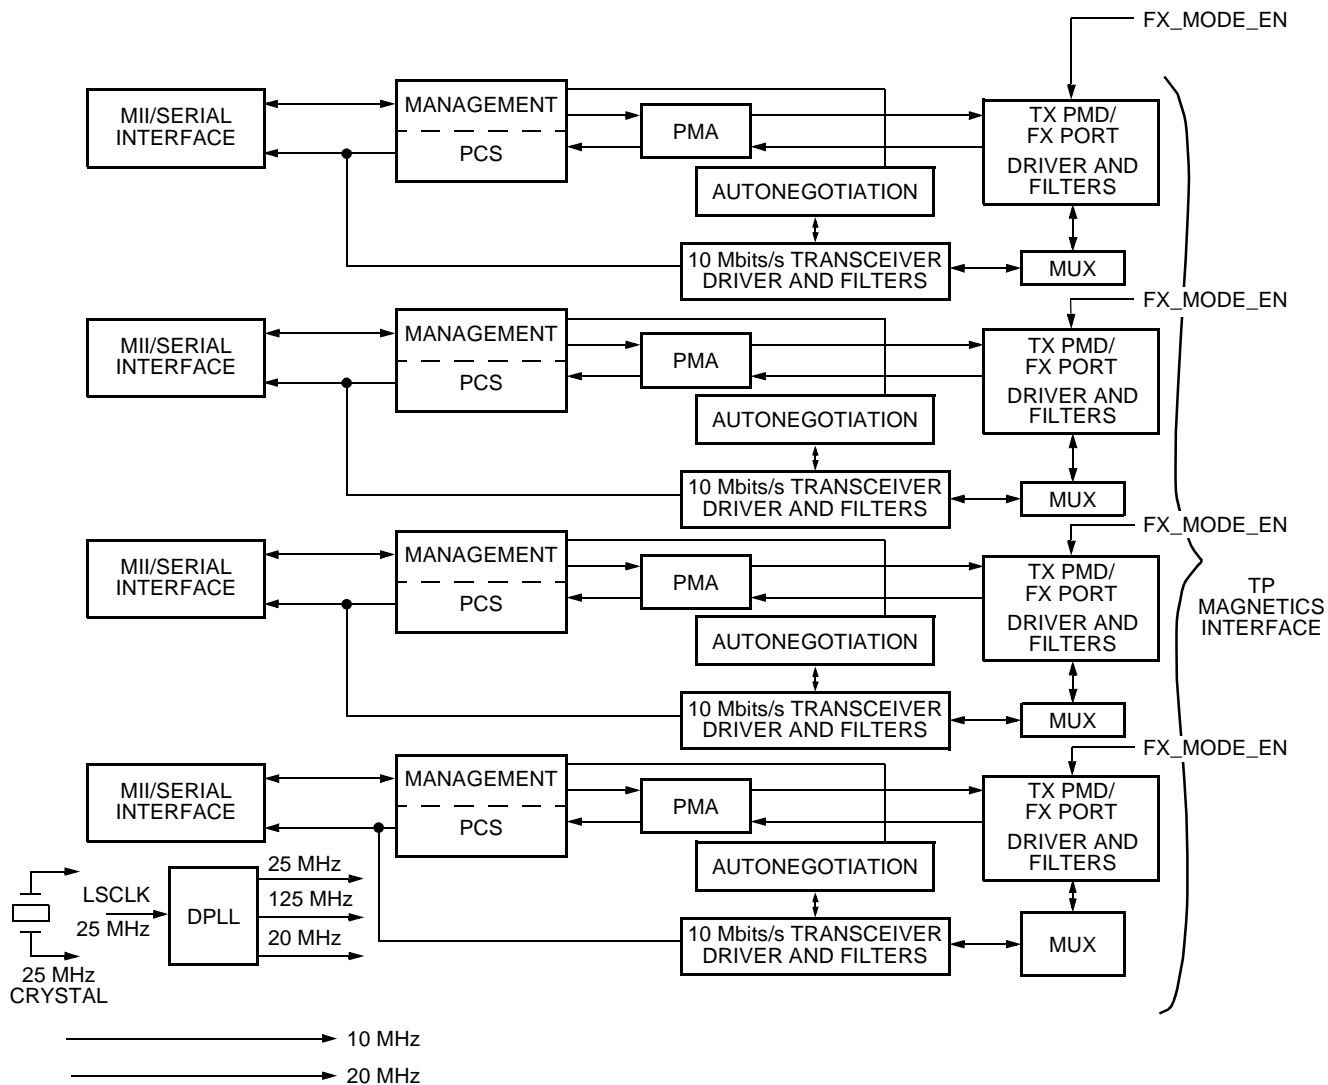 FX_MODE_EN
MII/SERIAL
INTERFACE
MANAGEMENT
PCS
PMA
TX PMD/
FX PORT
DRIVER AND
FILTERS
AUTONEGOTIATION
10 Mbits/s TRANSCEIVER
DRIVER AND FILTERS
MUX
FX_MODE_EN
MII/SERIAL
INTERFACE
MANAGEMENT
PCS
PMA
TX PMD/
FX PORT
DRIVER AND
FILTERS
AUTONEGOTIATION
10 Mbits/s TRANSCEIVER
DRIVER AND FILTERS
MUX
FX_MODE_EN
MII/SERIAL
INTERFACE
MANAGEMENT
PCS
PMA
TX PMD/
FX PORT
DRIVER AND
FILTERS
AUTONEGOTIATION
10 Mbits/s TRANSCEIVER
DRIVER AND FILTERS
MUX
TP
MAGNETICS
INTERFACE
FX_MODE_EN
MII/SERIAL
INTERFACE
MANAGEMENT
PCS
PMA
TX PMD/
FX PORT
DRIVER AND
FILTERS
AUTONEGOTIATION
10 Mbits/s TRANSCEIVER
DRIVER AND FILTERS
MUX
LSCLK
25 MHz
DPLL
25 MHz
125 MHz
20 MHz
25 MHz
CRYSTAL
10 MHz
20 MHz